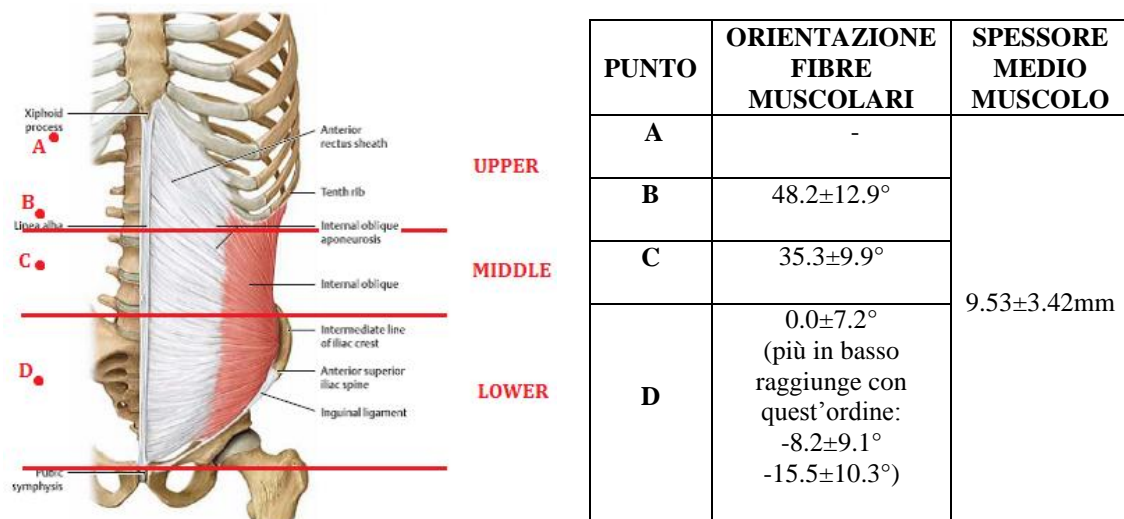 Xiphoid
process
A
B
Linea alba
C
D
Pubic
symphysis
Anterior
rectus sheath
Tenth rib
Internal oblique
aponeurosis
Internal oblique
Intermediate line
of iliac crest
Anterior superior
iliac spine
Inguinal ligament
UPPER
MIDDLE
LOWER
PUNTO
ORIENTAZIONE
FIBRE
MUSCOLARI
SPESSORE
MEDIO
MUSCOLO
A
-
B
48.2±12.9°
C
35.3±9.9°
D
0.0±7.2°
(più in basso
raggiunge con
quest’ordine:
-8.2±9.1°
-15.5±10.3°)
9.53±3.42mm